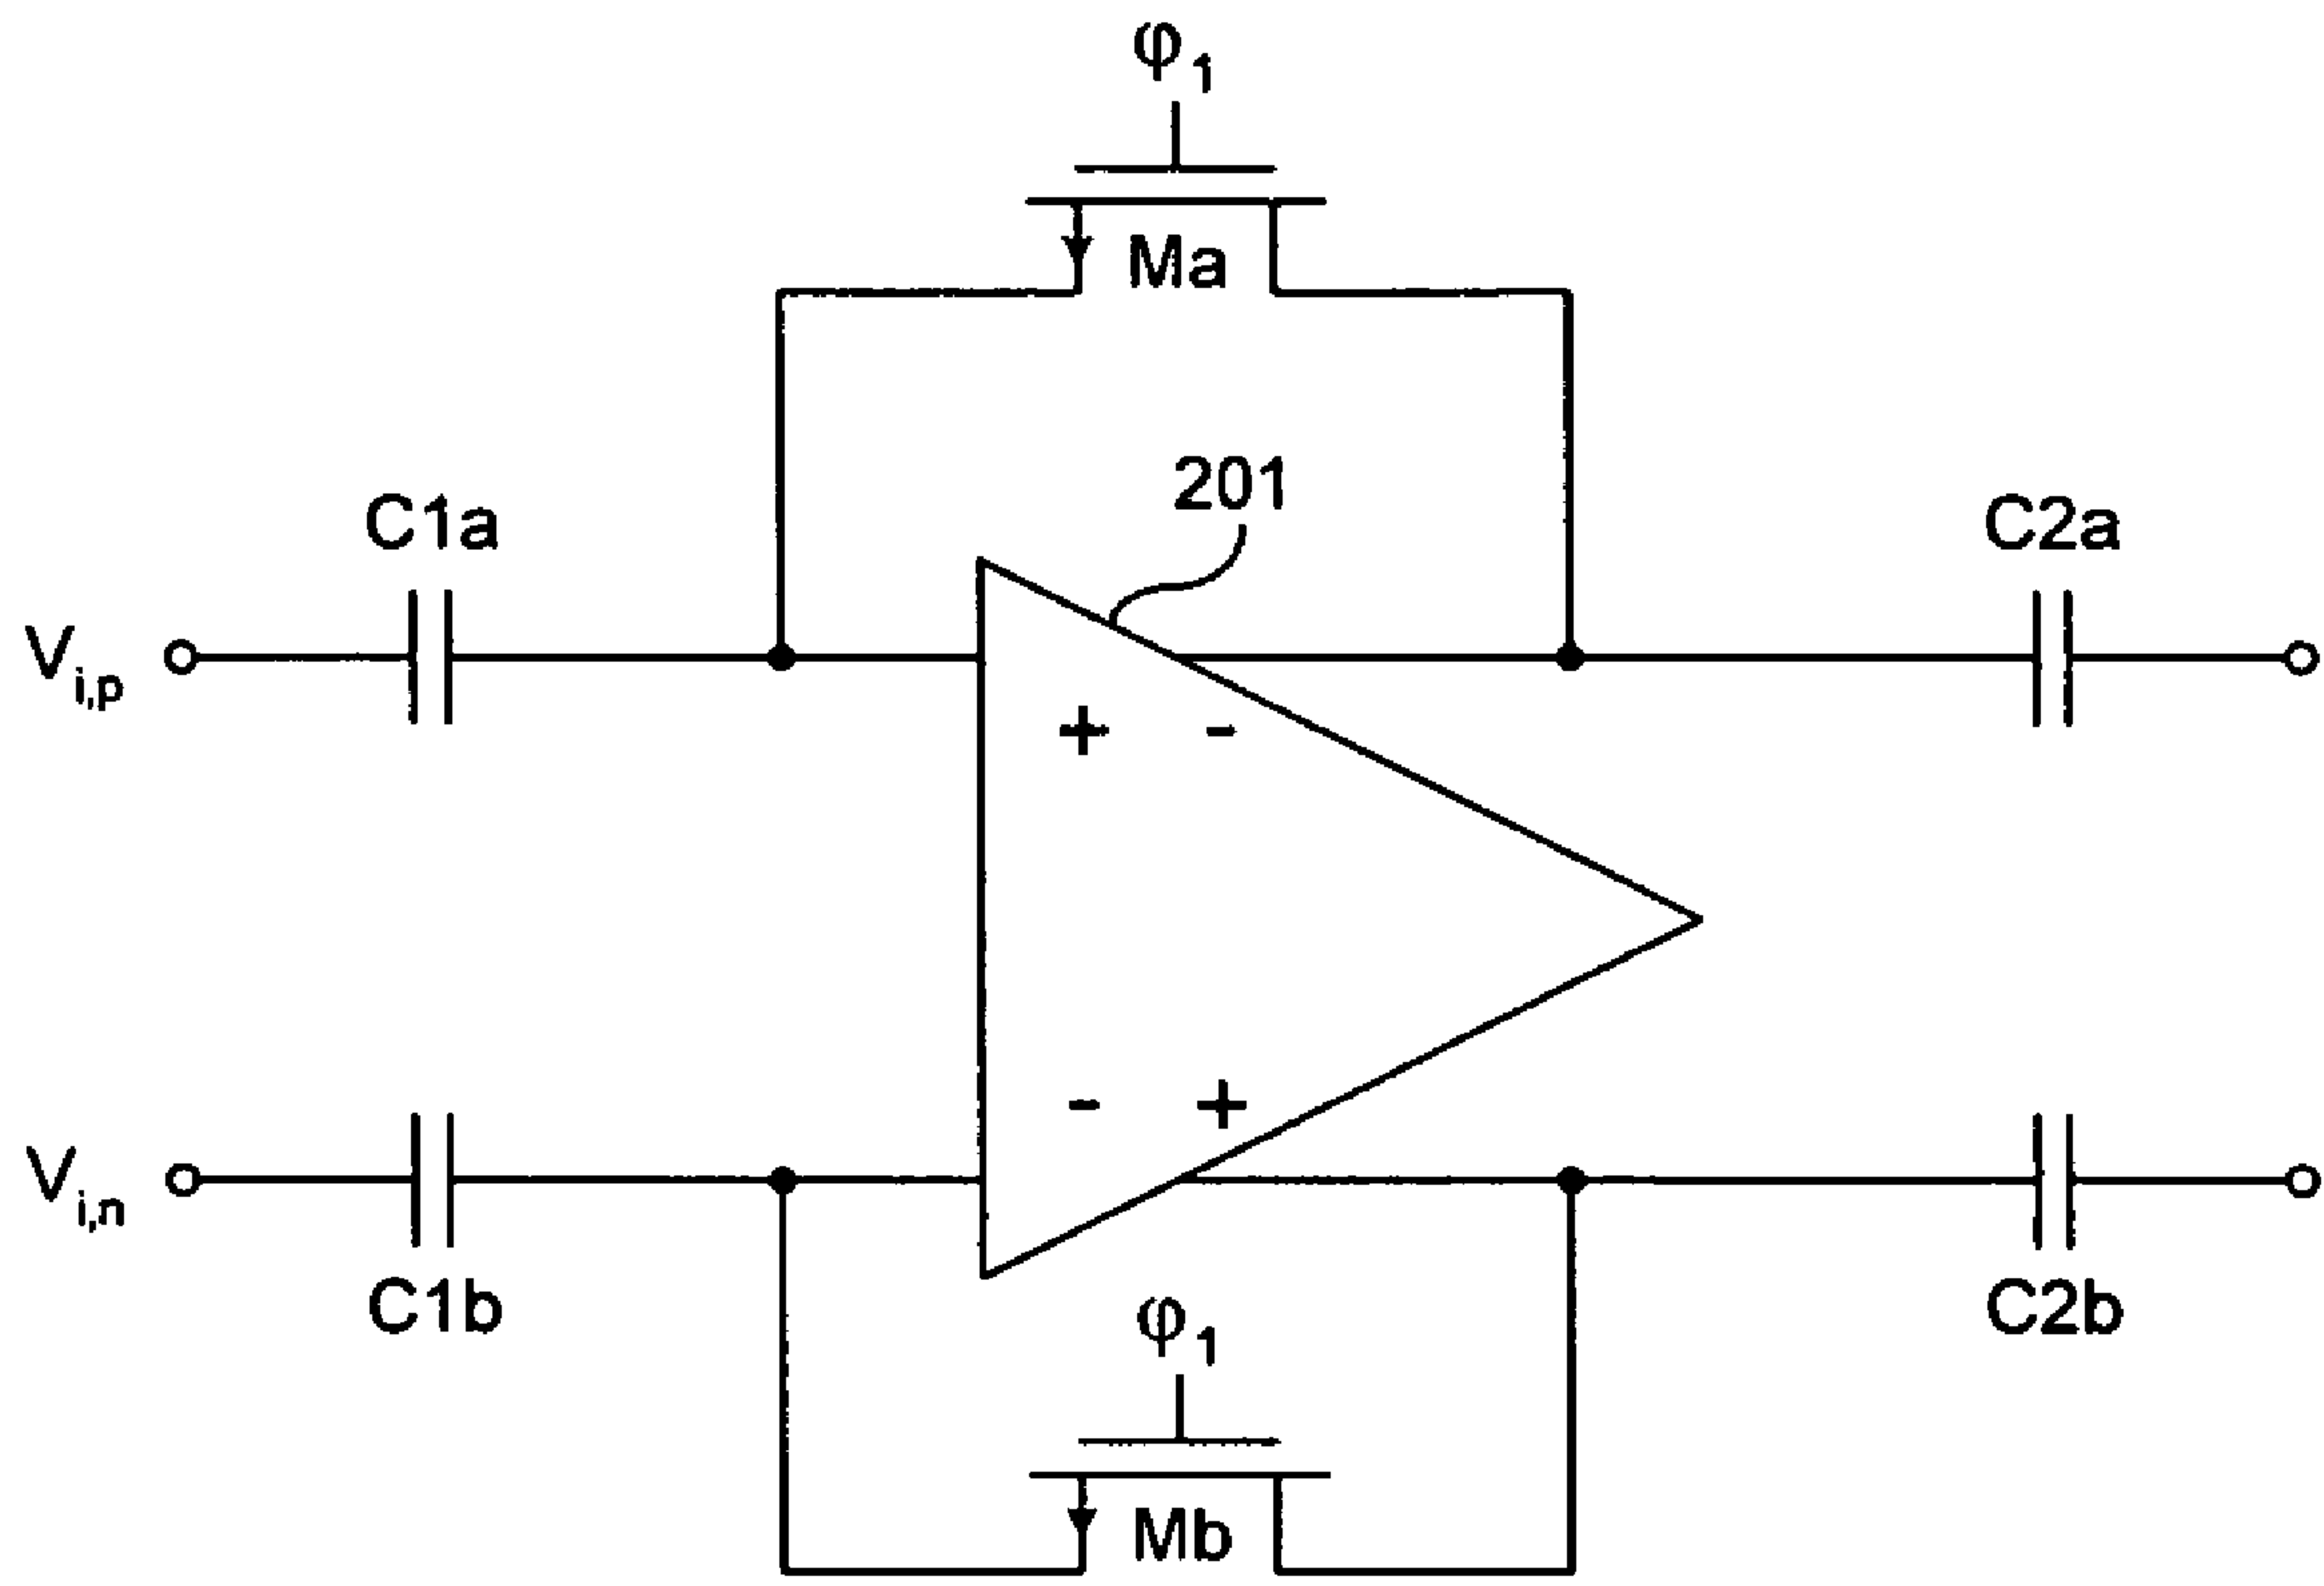 φ1
Ma
201
C1a
C2a
Vi,p
+ -
- +
Vi,n
C1b
C2b
φ1
Mb